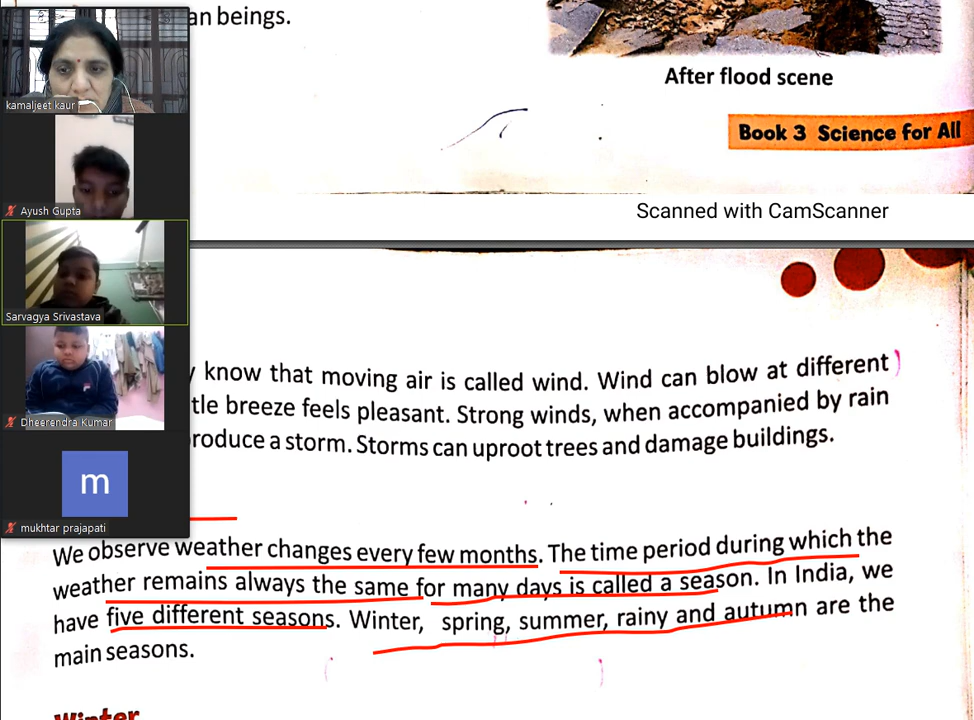 an beings.
After flood scene
kamaljeet kaur
Book 3 Science for All
Ayush Gupta
Scanned with CamScanner
Sarvagya Srivastava
know that moving air is called wind. Wind can blow at different
tle breeze feels pleasant. Strong winds, when accompanied by rain
Dheerendra Kumar
roduce a storm. Storms can uproot trees and damage buildings.
m
mukhtar prajapati
We observe weather changes every few months. The time period during which the
weather remains always the same for many days is called a season. In India, we
have five different seasons. Winter, spring, summer, rainy and autumn are the
main seasons.
Winter